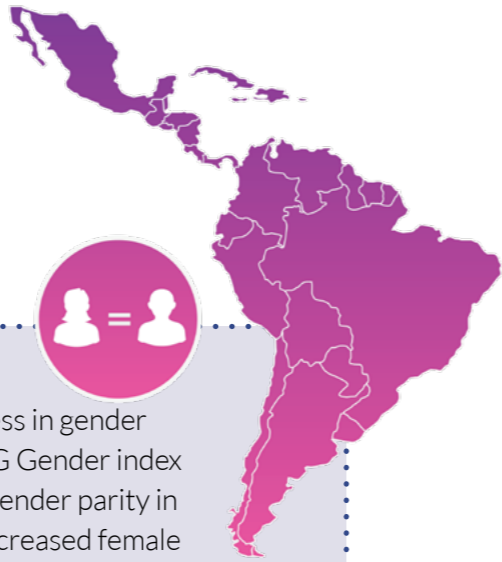 ss in gender
G Gender index
ender parity in
creased female